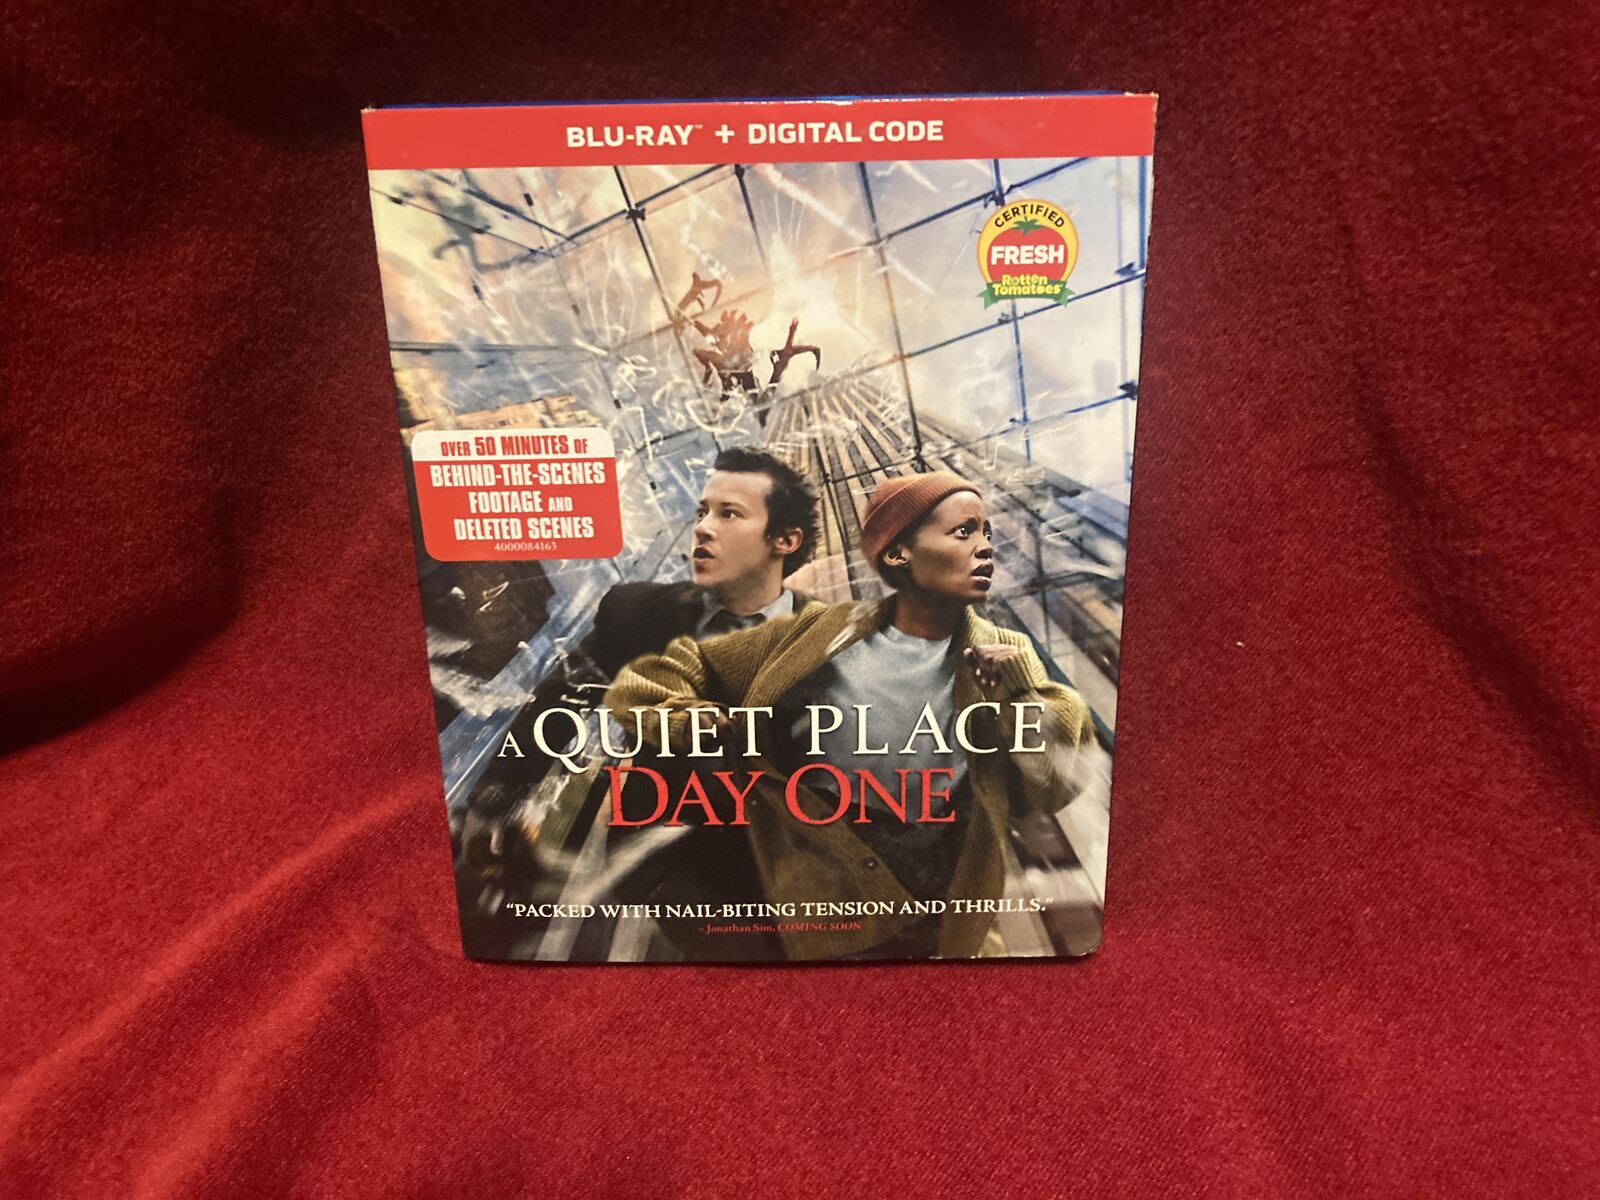 BLU-RAY™ + DIGITAL CODE
CERTIFIED
FRESH
Rotten
Tomatoes
OVER 50 MINUTES OF
BEHIND-THE-SCENES
FOOTAGE AND
DELETED SCENES
4000084163
A QUIET PLACE
DAY ONE
“PACKED WITH NAIL-BITING TENSION AND THRILLS.”
– Jonathan Sim, COMING SOON